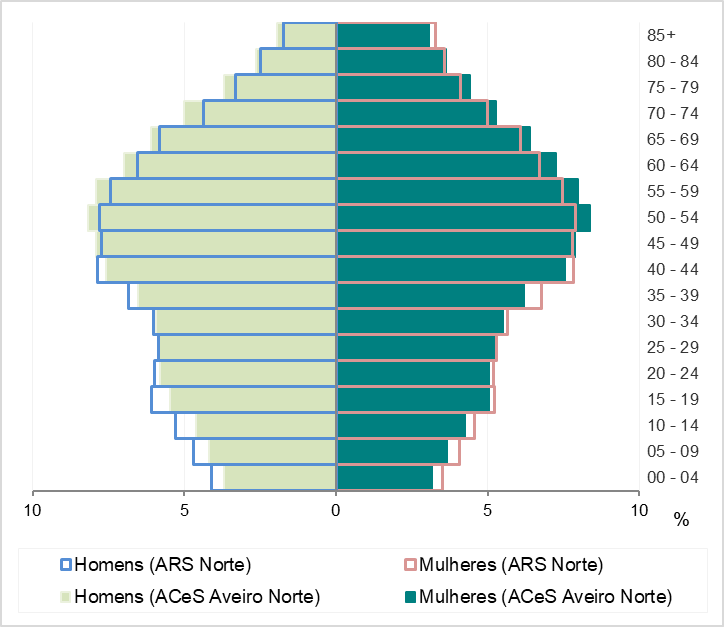 85+
80 - 84
75 - 79
70 - 74
65 - 69
60 - 64
55 - 59
50 - 54
45 - 49
40 - 44
35 - 39
30 - 34
25 - 29
20 - 24
15 - 19
10 - 14
05 - 09
00 - 04
10 5 0 5 10
%
Homens (ARS Norte) Mulheres (ARS Norte)
Homens (ACeS Aveiro Norte) Mulheres (ACeS Aveiro Norte)